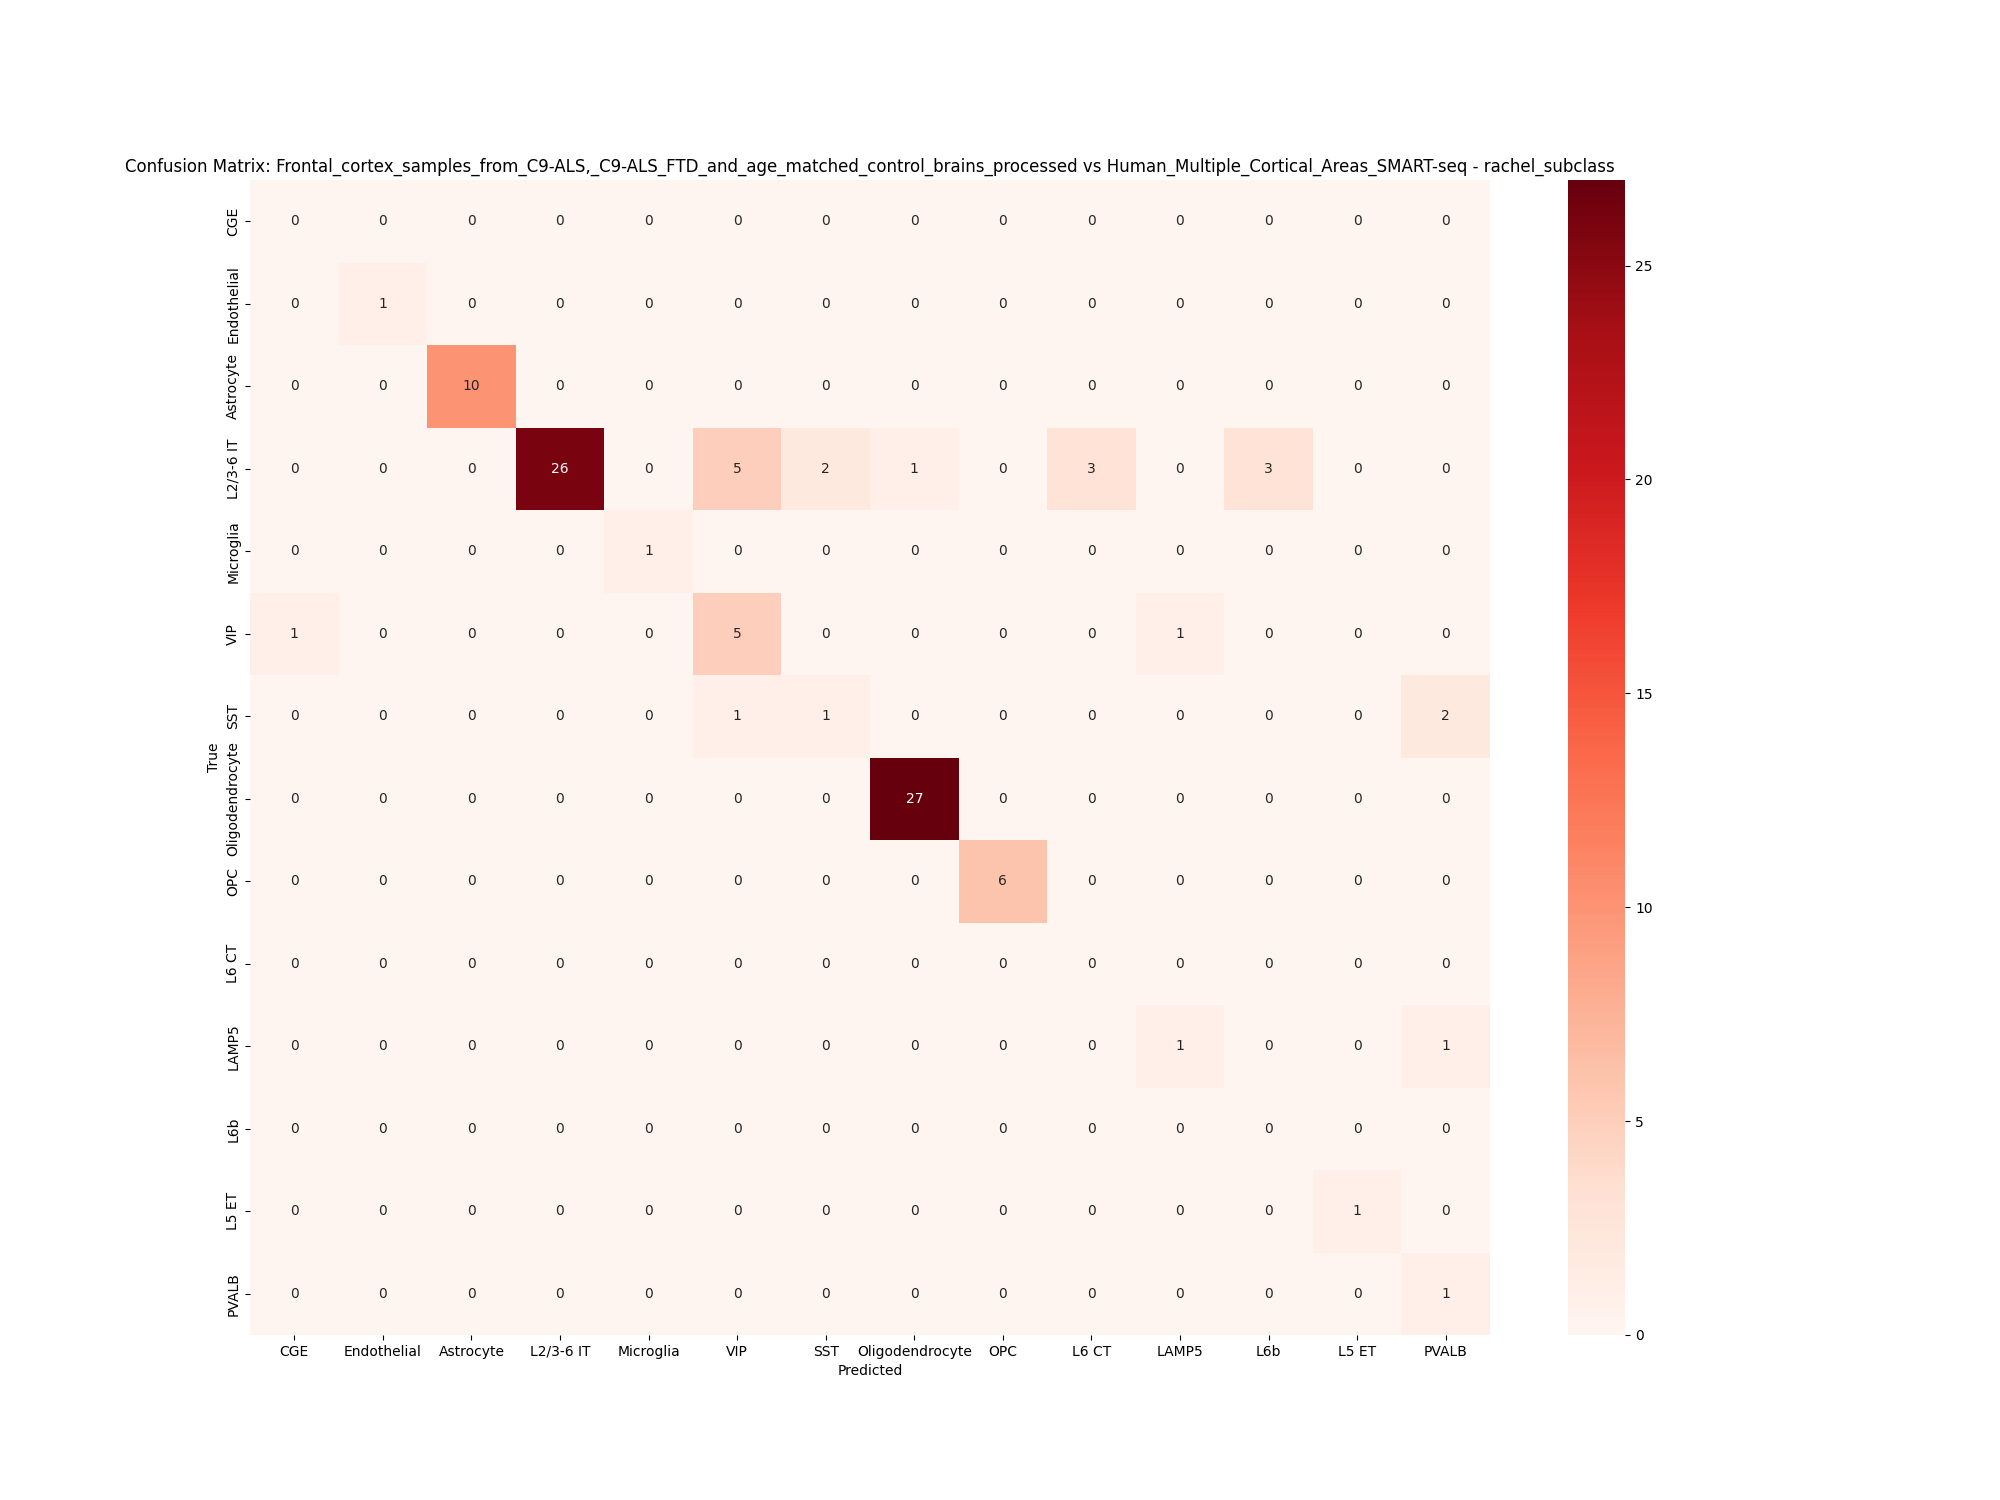 Confusion Matrix: Frontal_cortex_samples_from_C9-ALS,_C9-ALS_FTD_and_age_matched_control_brains_processed vs Human_Multiple_Cortical_Areas_SMART-seq - rachel_subclass
True
CGE 0 0 0 0 0 0 0 0 0 0 0 0 0 0
Endothelial 0 1 0 0 0 0 0 0 0 0 0 0 0 0
Astrocyte 0 0 10 0 0 0 0 0 0 0 0 0 0 0
L2/3-6 IT 0 0 0 26 0 5 2 1 0 3 0 3 0 0
Microglia 0 0 0 0 1 0 0 0 0 0 0 0 0 0
VIP 1 0 0 0 0 5 0 0 0 0 1 0 0 0
SST 0 0 0 0 0 1 1 0 0 0 0 0 0 2
Oligodendrocyte 0 0 0 0 0 0 0 27 0 0 0 0 0 0
OPC 0 0 0 0 0 0 0 0 6 0 0 0 0 0
L6 CT 0 0 0 0 0 0 0 0 0 0 0 0 0 0
LAMP5 0 0 0 0 0 0 0 0 0 0 1 0 0 1
L6b 0 0 0 0 0 0 0 0 0 0 0 0 0 0
L5 ET 0 0 0 0 0 0 0 0 0 0 0 0 1 0
PVALB 0 0 0 0 0 0 0 0 0 0 0 0 0 1
CGE Endothelial Astrocyte L2/3-6 IT Microglia VIP SST Oligodendrocyte OPC L6 CT LAMP5 L6b L5 ET PVALB
Predicted
25
20
15
10
5
0